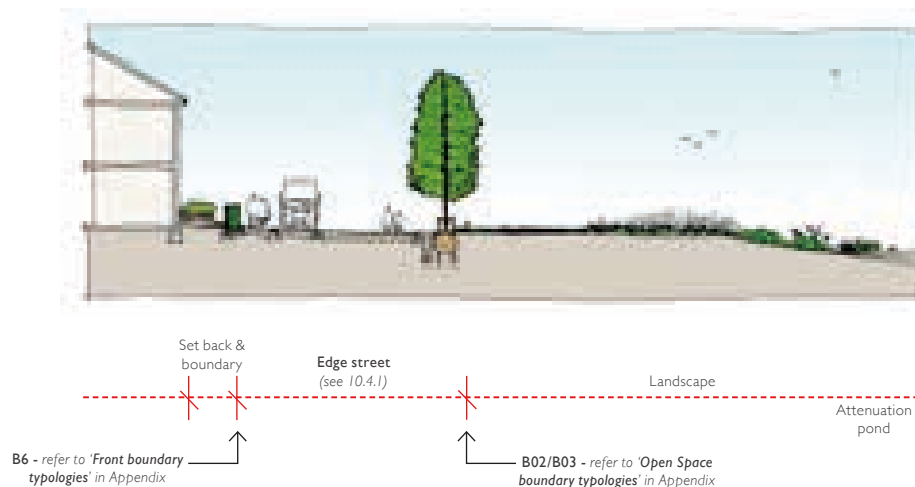 Set back &
boundary
Edge street
(see 10.4.1)
Landscape
Attenuation
pond
B6 - refer to ‘Front boundary
typologies’ in Appendix
B02/B03 - refer to ‘Open Space
boundary typologies’ in Appendix